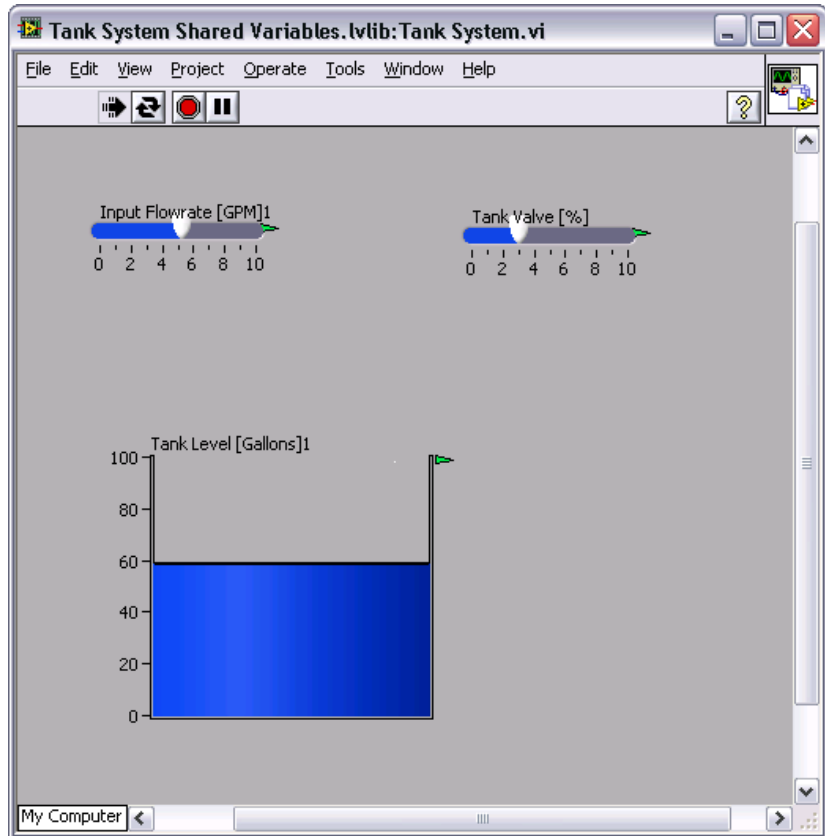 Tank System Shared Variables.lvlib:Tank System.vi
File Edit View Project Operate Tools Window Help
Input Flowrate [GPM]1
0 2 4 6 8 10
Tank Valve [%]
0 2 4 6 8 10
Tank Level [Gallons]1
100
80
60
40
20
0
My Computer